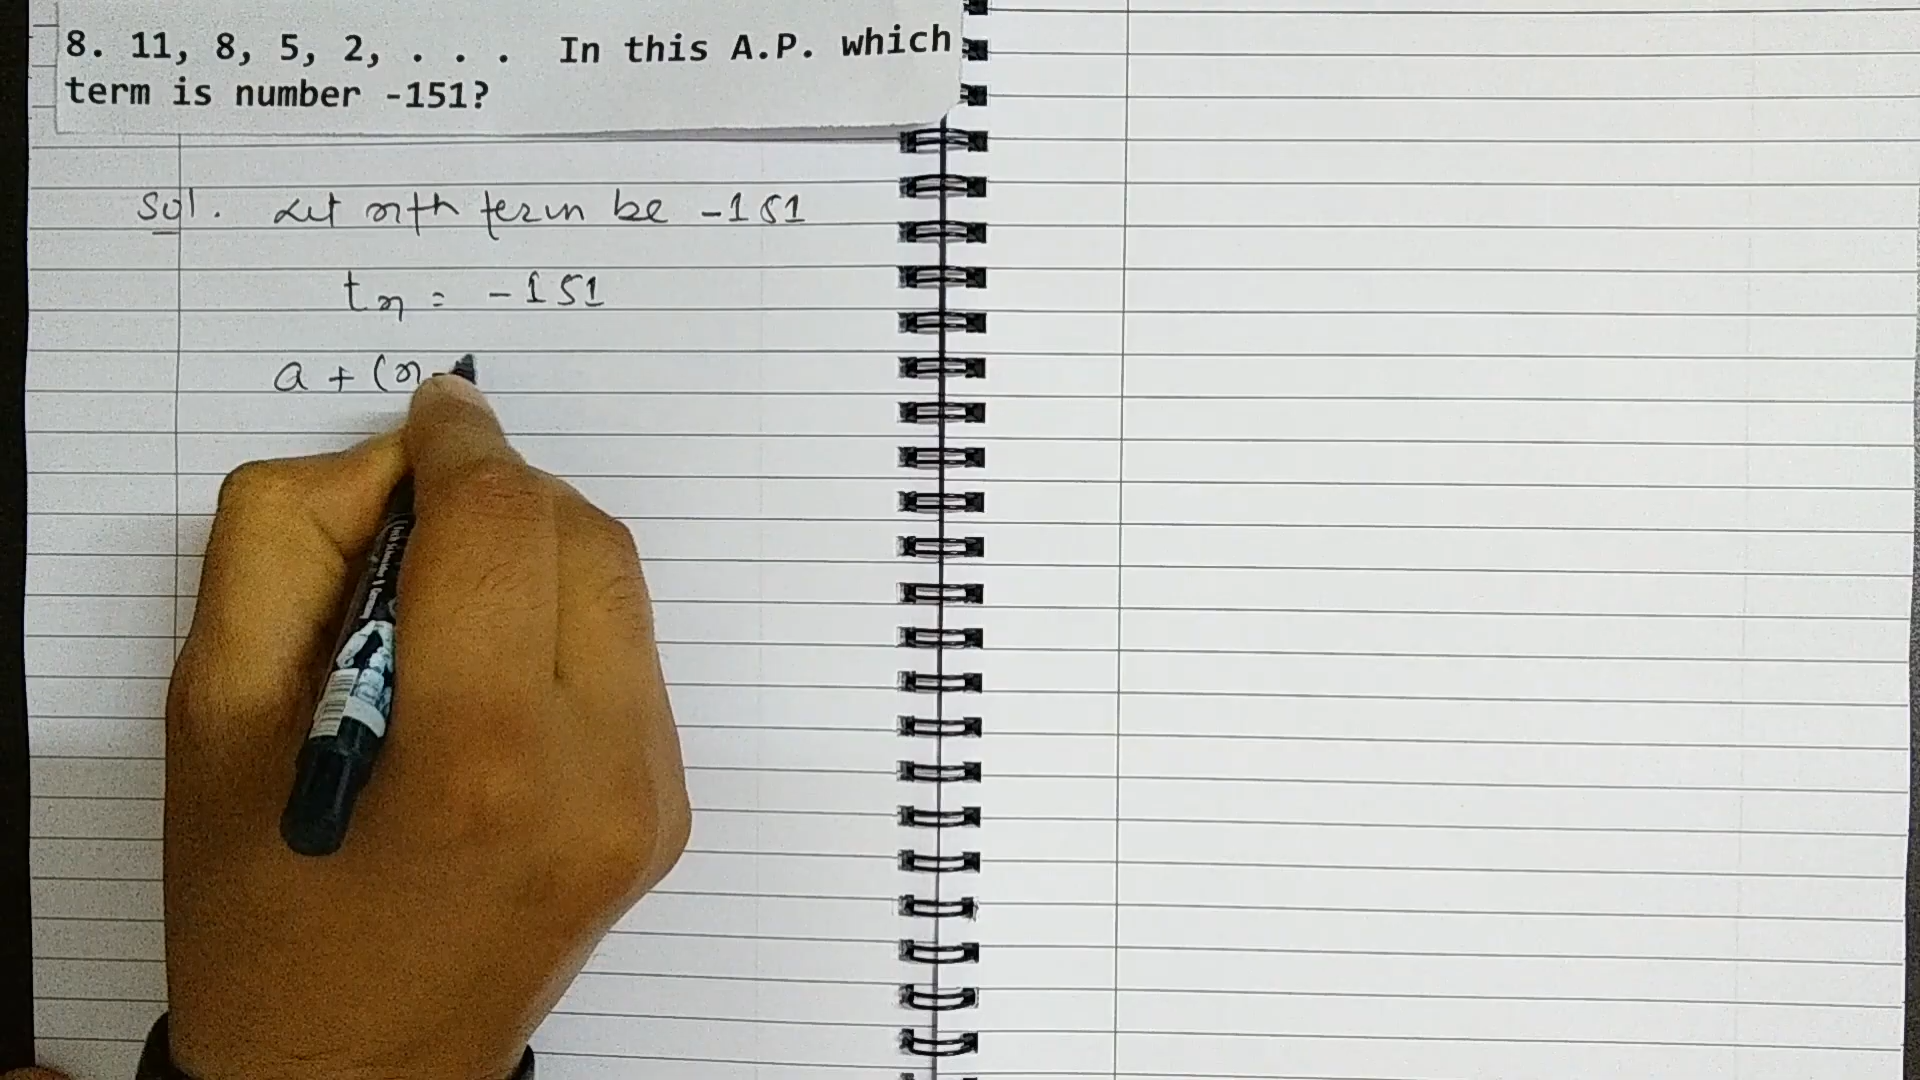 8. 11, 8, 5, 2, . . . In this A.P. which
term is number -151?
Sol. Let nth term be -151
tn = -151
a + (n -